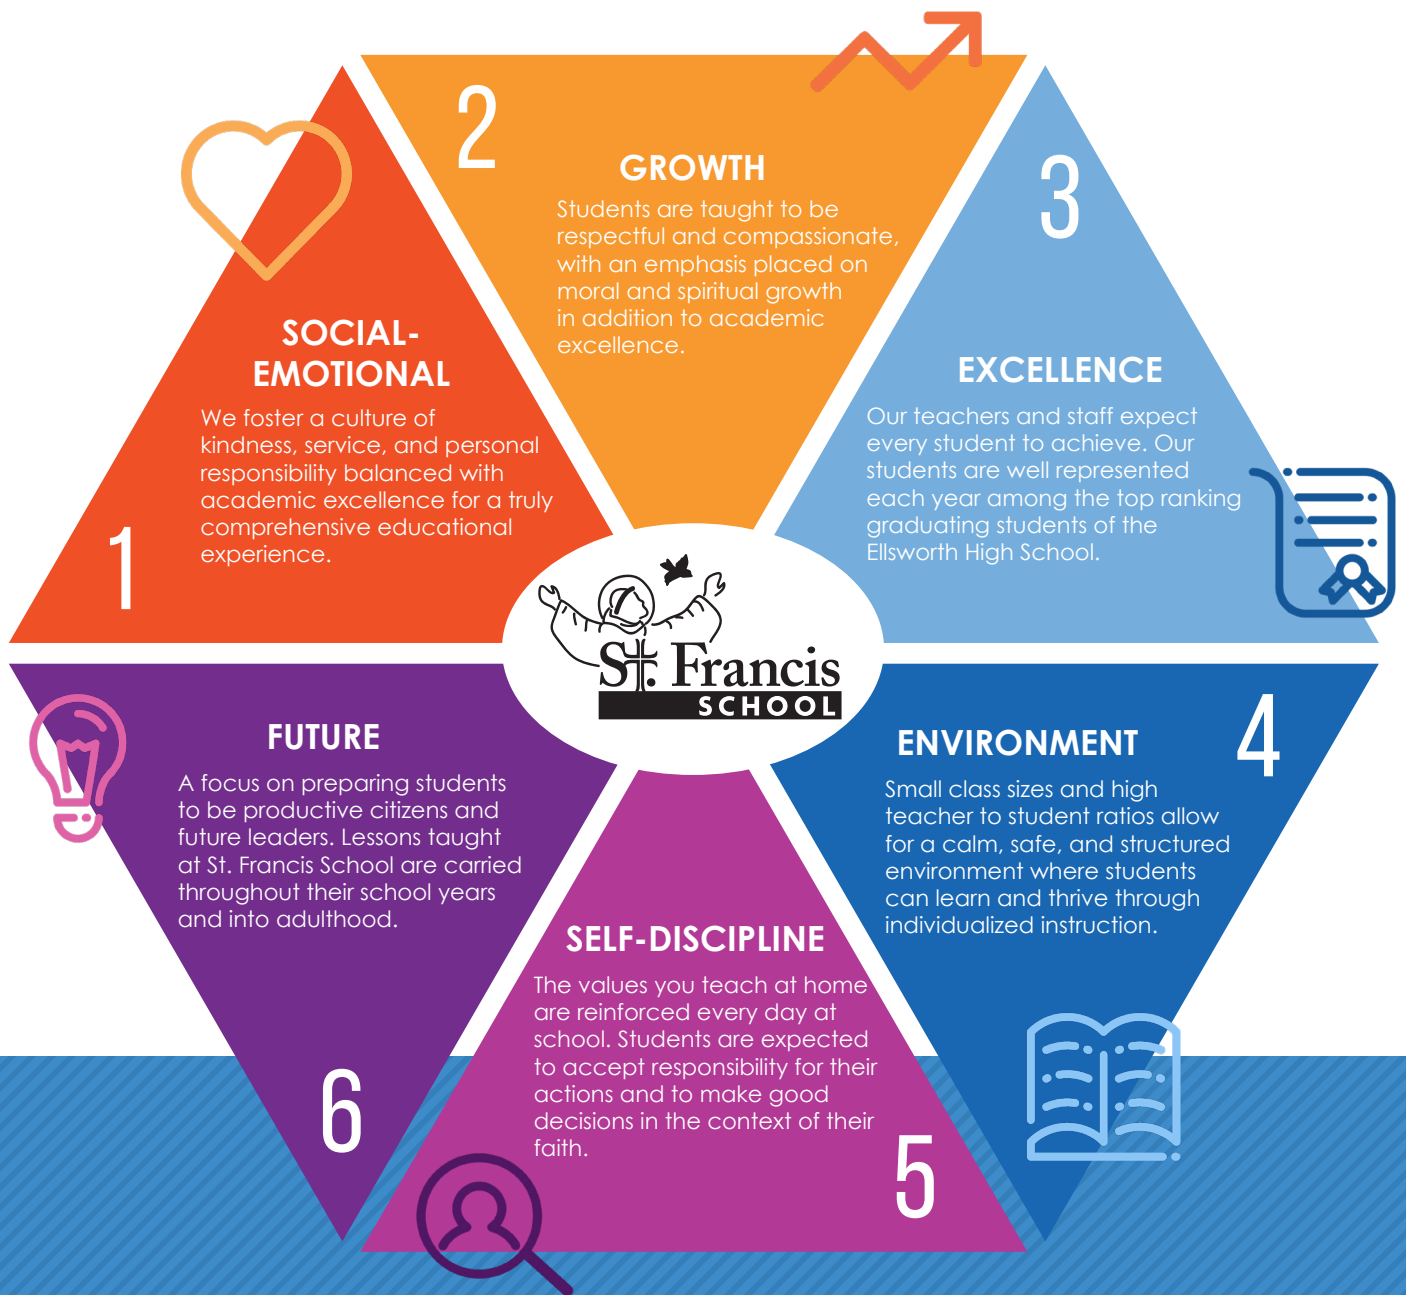 1
SOCIAL-
EMOTIONAL
We foster a culture of
kindness, service, and personal
responsibility balanced with
academic excellence for a truly
comprehensive educational
experience.
2
GROWTH
Students are taught to be
respectful and compassionate,
with an emphasis placed on
moral and spiritual growth
in addition to academic
excellence.
3
EXCELLENCE
Our teachers and staff expect
every student to achieve. Our
students are well represented
each year among the top ranking
graduating students of the
Ellsworth High School.
St. Francis
SCHOOL
4
ENVIRONMENT
Small class sizes and high
teacher to student ratios allow
for a calm, safe, and structured
environment where students
can learn and thrive through
individualized instruction.
5
SELF-DISCIPLINE
The values you teach at home
are reinforced every day at
school. Students are expected
to accept responsibility for their
actions and to make good
decisions in the context of their
faith.
6
FUTURE
A focus on preparing students
to be productive citizens and
future leaders. Lessons taught
at St. Francis School are carried
throughout their school years
and into adulthood.